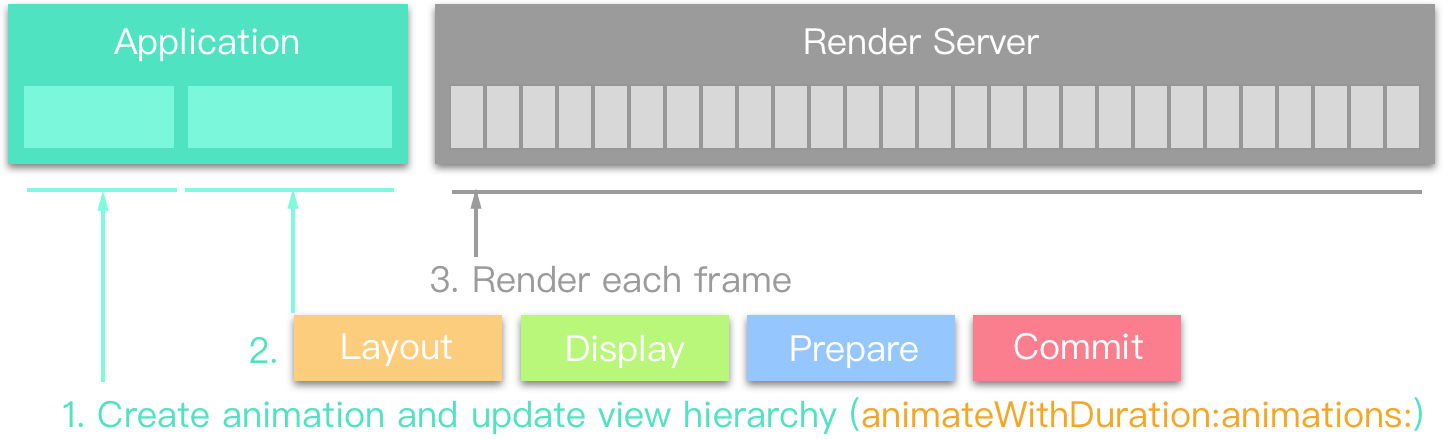 Application
Render Server
3. Render each frame
2. Layout Display Prepare Commit
1. Create animation and update view hierarchy (animateWithDuration:animations:)